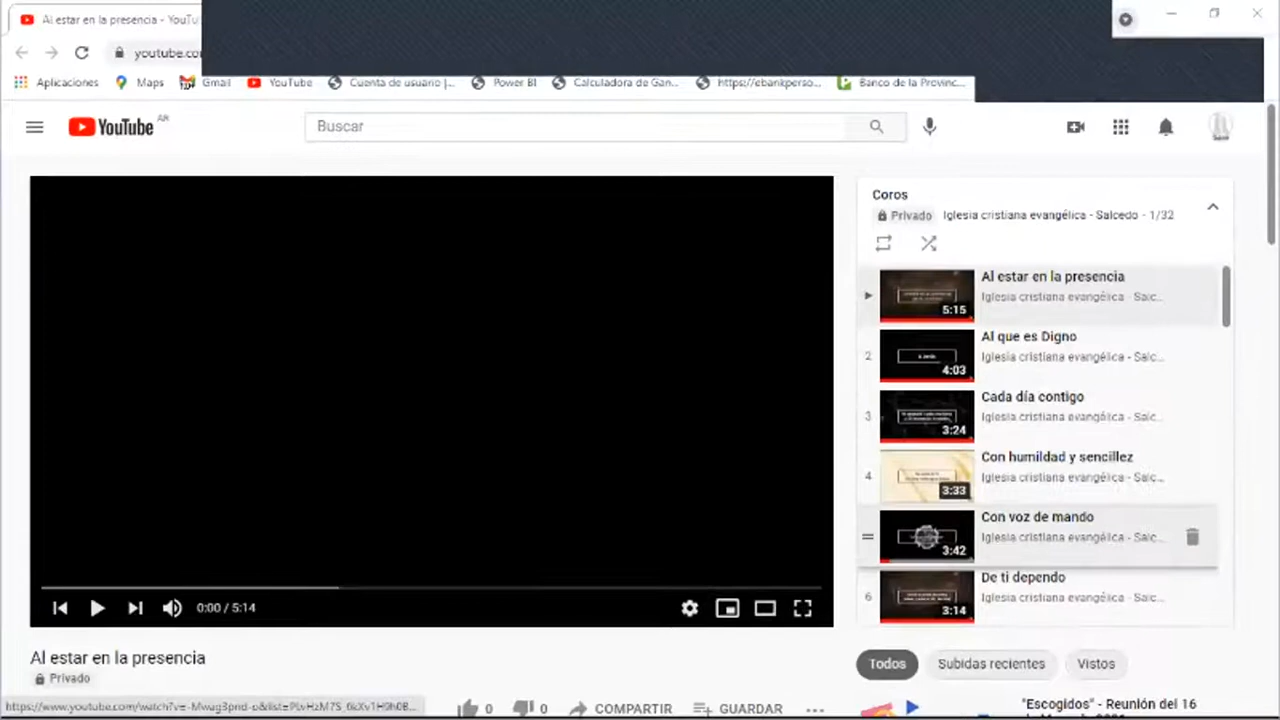 Al estar en la presencia - YouTu
youtube.co
Aplicaciones Maps Gmail YouTube Cuenta de usuario |... Power BI Calculadora de Gan... https://ebankperso... Banco de la Provinc...
YouTube AR
Buscar
Coros
Privado Iglesia cristiana evangélica - Salcedo - 1/32
Al estar en la presencia
Iglesia cristiana evangélica - Salc...
5:15
2
Al que es Digno
Iglesia cristiana evangélica - Salc...
4:03
3
Cada día contigo
Iglesia cristiana evangélica - Salc...
3:24
4
Con humildad y sencillez
Iglesia cristiana evangélica - Salc...
3:33
Con voz de mando
Iglesia cristiana evangélica - Salc...
3:42
6
De ti dependo
Iglesia cristiana evangélica - Salc...
3:14
0:00 / 5:14
Al estar en la presencia
Privado
Todos Subidas recientes Vistos
0 0 COMPARTIR GUARDAR ...
"Escogidos" - Reunión del 16